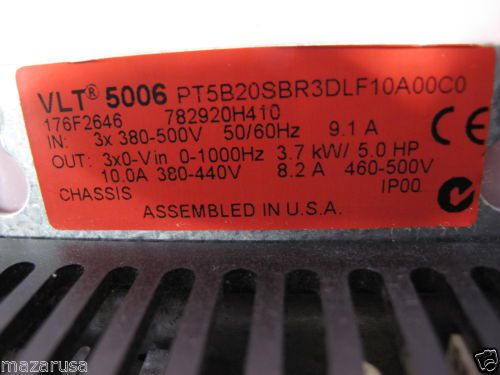 VLT® 5006 PT5B20SBR3DLF10A00C0
176F2646 782920H410
IN: 3x 380-500V 50/60Hz 9.1 A
OUT: 3x0-Vin 0-1000Hz 3.7 kW/ 5.0 HP
10.0A 380-440V 8.2 A 460-500V
CHASSIS IP00
ASSEMBLED IN U.S.A.
© mazarusa